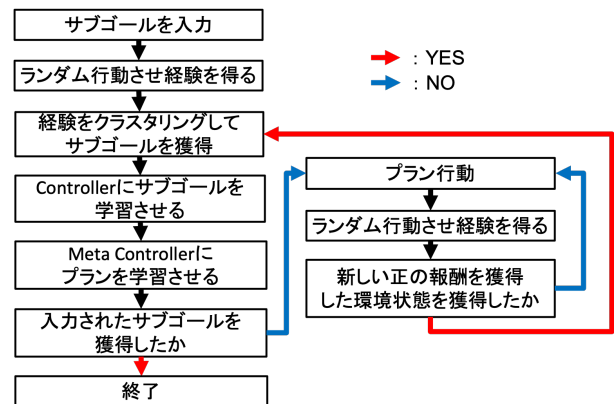 サブゴールを入力
ランダム行動させ経験を得る
経験をクラスタリングして
サブゴールを獲得
Controllerにサブゴールを
学習させる
Meta Controllerに
プランを学習させる
入力されたサブゴールを
獲得したか
終了
：YES
：NO
プラン行動
ランダム行動させ経験を得る
新しい正の報酬を獲得
した環境状態を獲得したか